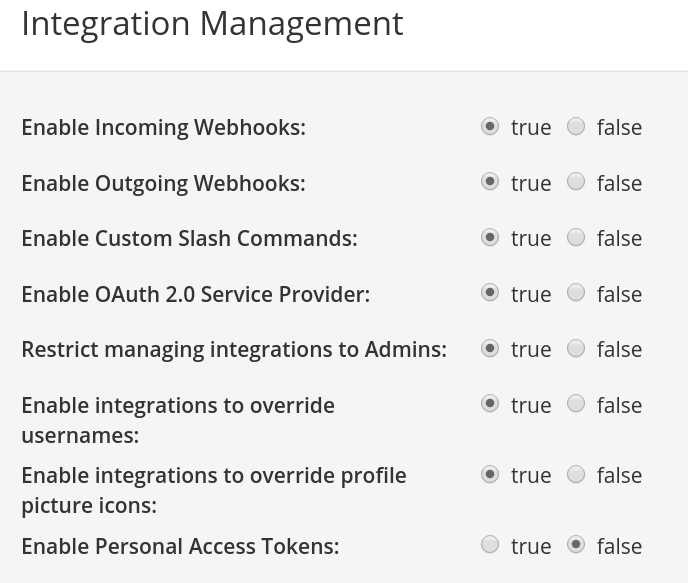 Integration Management
Enable Incoming Webhooks: true false
Enable Outgoing Webhooks: true false
Enable Custom Slash Commands: true false
Enable OAuth 2.0 Service Provider: true false
Restrict managing integrations to Admins: true false
Enable integrations to override true false
usernames:
Enable integrations to override profile true false
picture icons:
Enable Personal Access Tokens: true false